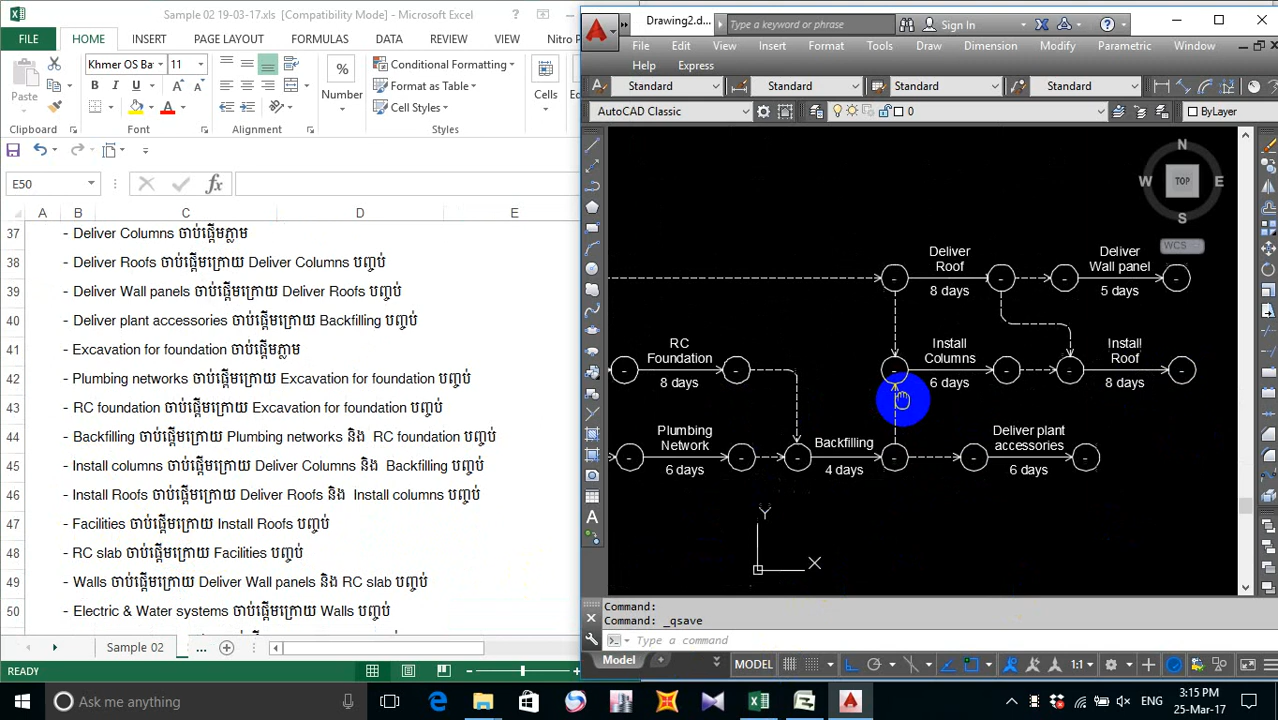 Sample 02 19-03-17.xls [Compatibility Mode] - Microsoft Excel
FILE HOME INSERT PAGE LAYOUT FORMULAS DATA REVIEW VIEW Nitro
Paste
Khmer OS Ba 11
B I U
A A
Font
Alignment
%
Number
Conditional Formatting
Format as Table
Cell Styles
Styles
Cells
E50
fx
A B C D E
37 - Deliver Columns ចាប់ផ្តើមភ្លាម
38 - Deliver Roofs ចាប់ផ្តើមក្រោយ Deliver Columns បញ្ចប់
39 - Deliver Wall panels ចាប់ផ្តើមក្រោយ Deliver Roofs បញ្ចប់
40 - Deliver plant accessories ចាប់ផ្តើមក្រោយ Backfilling បញ្ចប់
41 - Excavation for foundation ចាប់ផ្តើមភ្លាម
42 - Plumbing networks ចាប់ផ្តើមក្រោយ Excavation for foundation បញ្ចប់
43 - RC foundation ចាប់ផ្តើមក្រោយ Excavation for foundation បញ្ចប់
44 - Backfilling ចាប់ផ្តើមក្រោយ Plumbing networks និង RC foundation បញ្ចប់
45 - Install columns ចាប់ផ្តើមក្រោយ Deliver Columns និង Backfilling បញ្ចប់
46 - Install Roofs ចាប់ផ្តើមក្រោយ Deliver Roofs និង Install columns បញ្ចប់
47 - Facilities ចាប់ផ្តើមក្រោយ Install Roofs បញ្ចប់
48 - RC slab ចាប់ផ្តើមក្រោយ Facilities បញ្ចប់
49 - Walls ចាប់ផ្តើមក្រោយ Deliver Wall panels និង RC slab បញ្ចប់
50 - Electric & Water systems ចាប់ផ្តើមក្រោយ Walls បញ្ចប់
Sample 02 ...
READY
Drawing2.d...
Type a keyword or phrase
Sign In
File Edit View Insert Format Tools Draw Dimension Modify Parametric Window
Help Express
Standard Standard Standard Standard
AutoCAD Classic
0
ByLayer
N
W TOP E
S
WCS
Deliver
Roof
8 days
Deliver
Wall panel
5 days
RC
Foundation
8 days
Install
Columns
6 days
Install
Roof
8 days
Plumbing
Network
6 days
Backfilling
4 days
Deliver plant
accessories
6 days
Y
X
Command:
Command: _qsave
Type a command
Model
MODEL
1:1
Ask me anything
ENG
3:15 PM
25-Mar-17